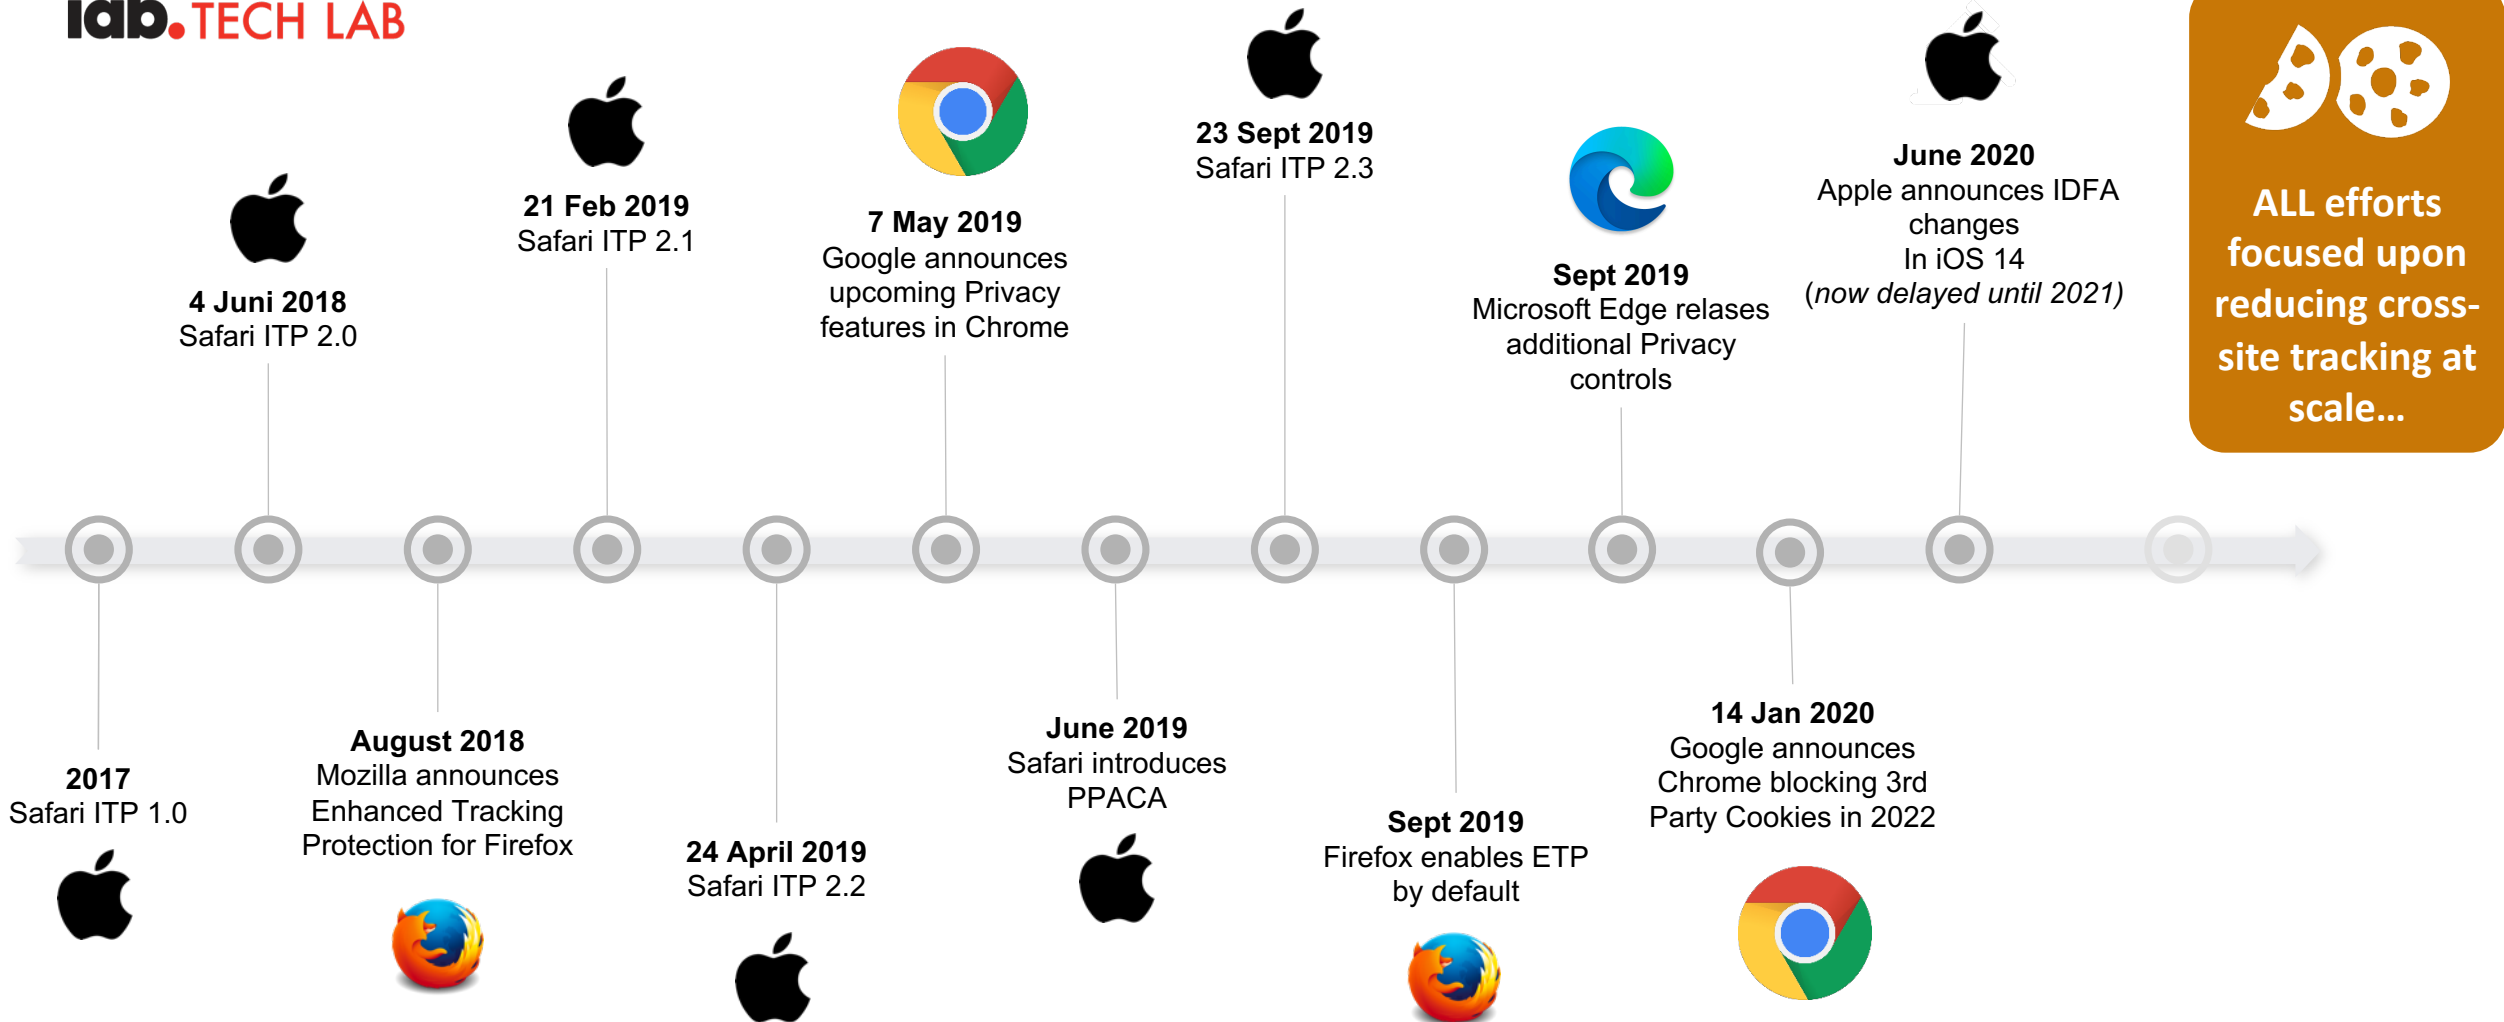 iab.TECH LAB
2017
Safari ITP 1.0
4 Juni 2018
Safari ITP 2.0
August 2018
Mozilla announces
Enhanced Tracking
Protection for Firefox
21 Feb 2019
Safari ITP 2.1
24 April 2019
Safari ITP 2.2
7 May 2019
Google announces
upcoming Privacy
features in Chrome
June 2019
Safari introduces
PPACA
23 Sept 2019
Safari ITP 2.3
Sept 2019
Firefox enables ETP
by default
Sept 2019
Microsoft Edge relases
additional Privacy
controls
14 Jan 2020
Google announces
Chrome blocking 3rd
Party Cookies in 2022
June 2020
Apple announces IDFA
changes
In iOS 14
(now delayed until 2021)
ALL efforts
focused upon
reducing cross-
site tracking at
scale...